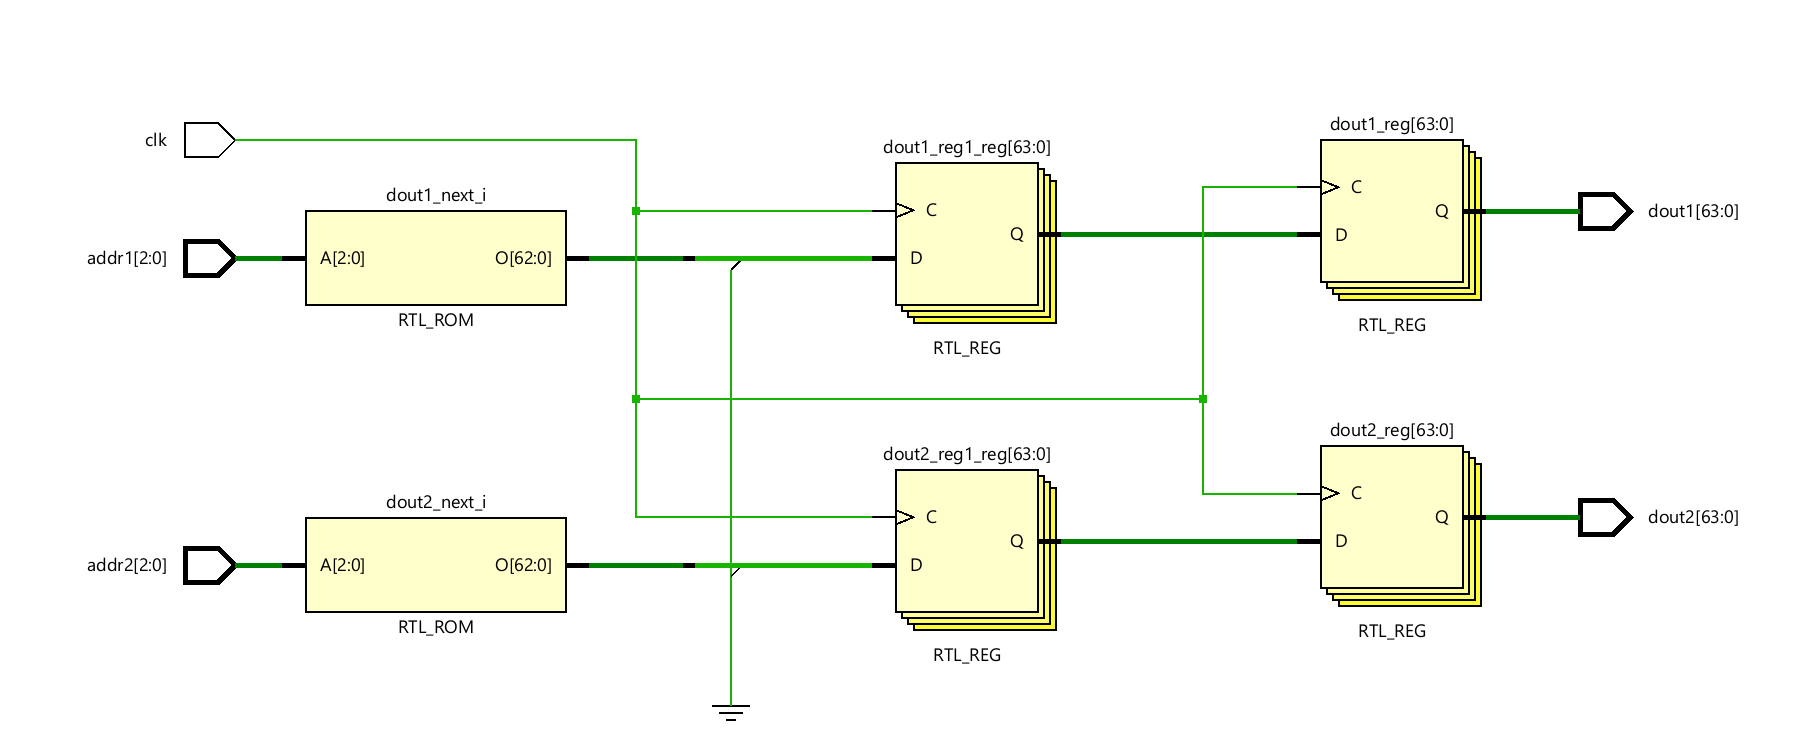 clk
addr1[2:0]
dout1_next_i
A[2:0]
O[62:0]
RTL_ROM
dout1_reg1_reg[63:0]
C
Q
D
RTL_REG
dout1_reg[63:0]
C
Q
D
RTL_REG
dout1[63:0]
addr2[2:0]
dout2_next_i
A[2:0]
O[62:0]
RTL_ROM
dout2_reg1_reg[63:0]
C
Q
D
RTL_REG
dout2_reg[63:0]
C
Q
D
RTL_REG
dout2[63:0]